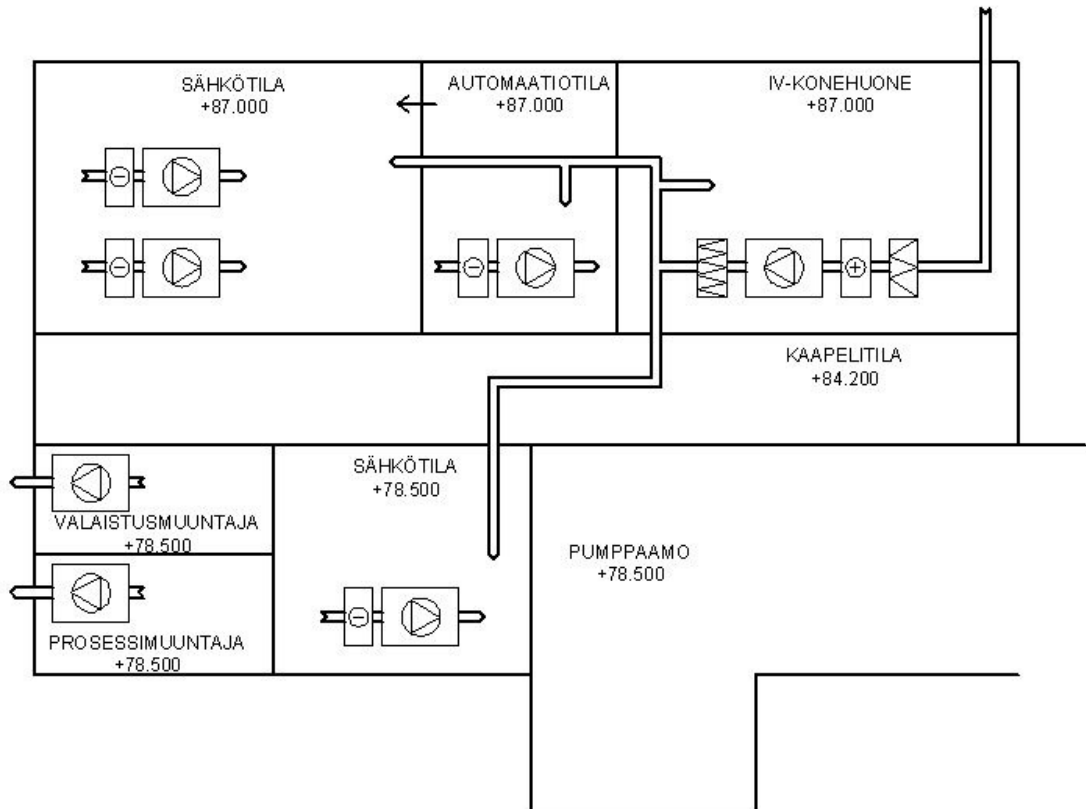 SÄHKÖTILA
+87.000
AUTOMAATIOTILA
+87.000
IV-KONEHUONE
+87.000
KAAPELITILA
+84.200
SÄHKÖTILA
+78.500
VALAISTUSMUUNTAJA
+78.500
PUMPPAAMO
+78.500
PROSESSIMUUNTAJA
+78.500